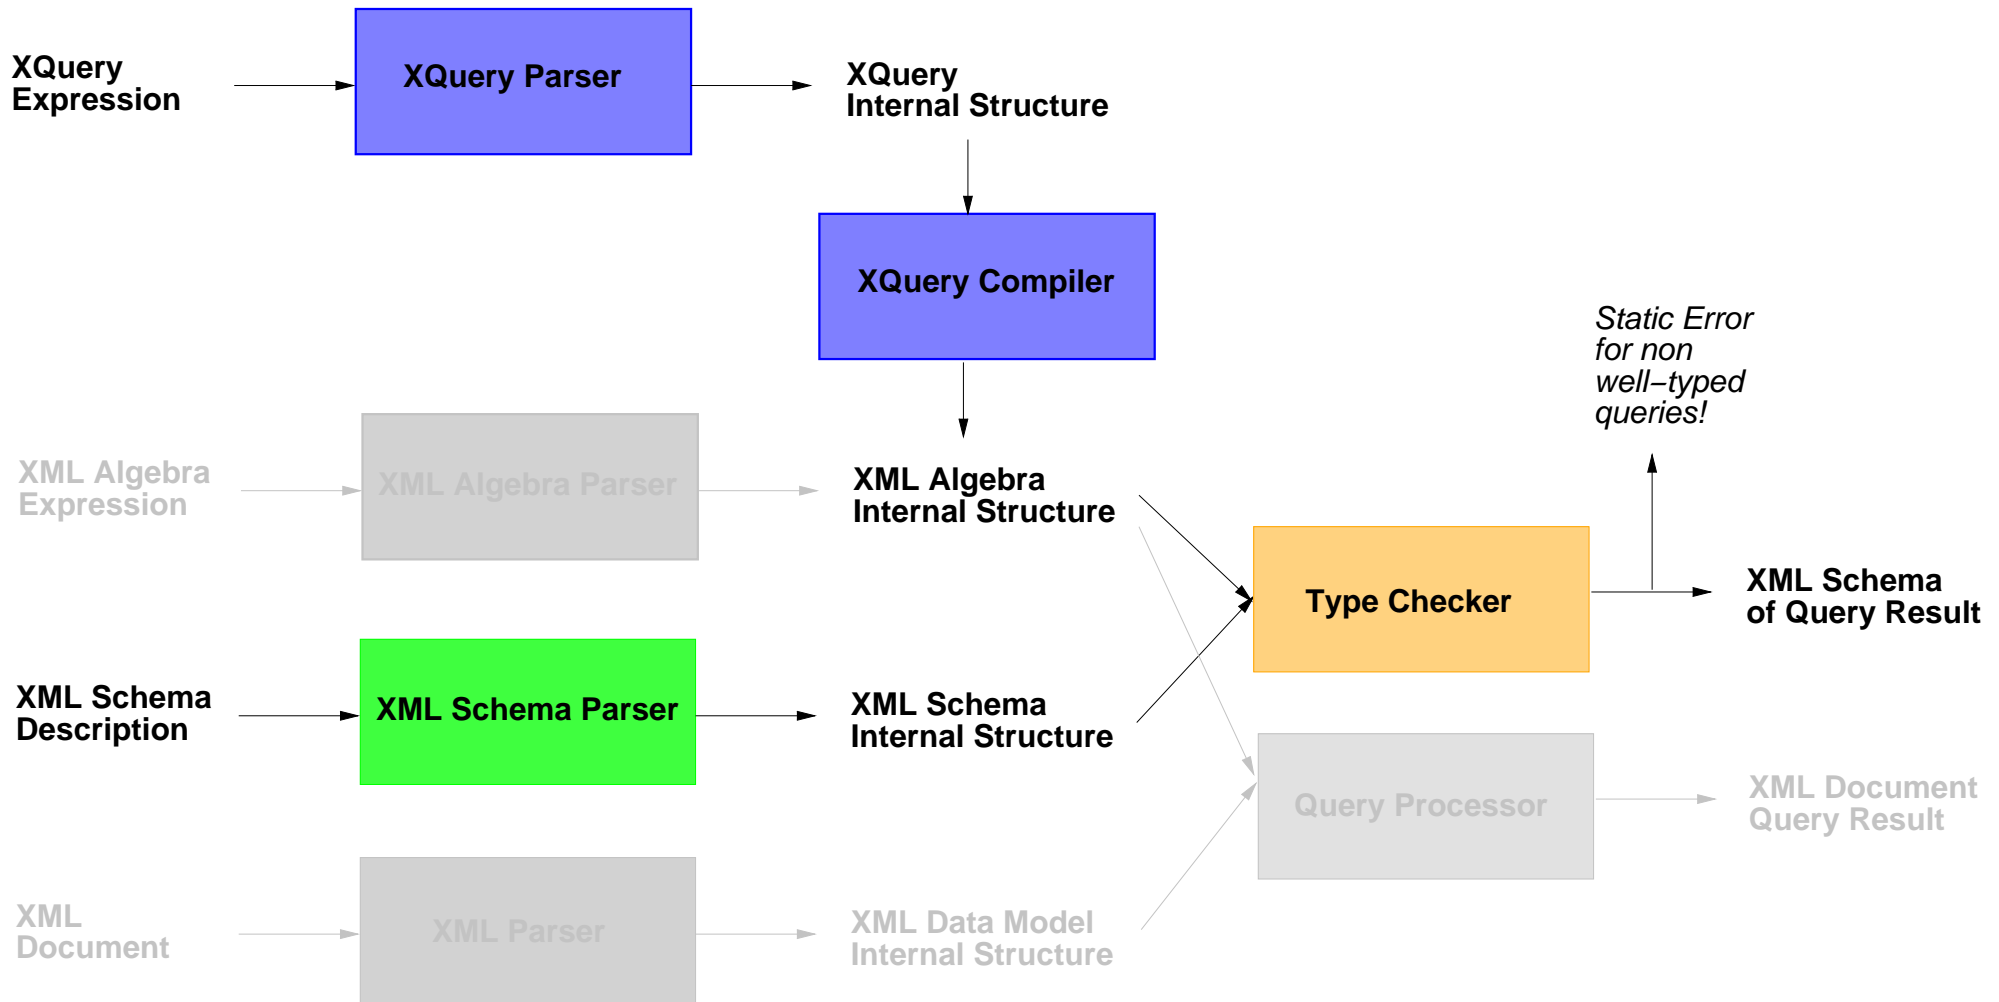 XQuery
Expression
XQuery Parser
XQuery
Internal Structure
XQuery Compiler
Static Error
for non
well−typed
queries!
XML Algebra
Expression
XML Algebra Parser
XML Algebra
Internal Structure
Type Checker
XML Schema
of Query Result
XML Schema
Description
XML Schema Parser
XML Schema
Internal Structure
Query Processor
XML Document
Query Result
XML
Document
XML Parser
XML Data Model
Internal Structure